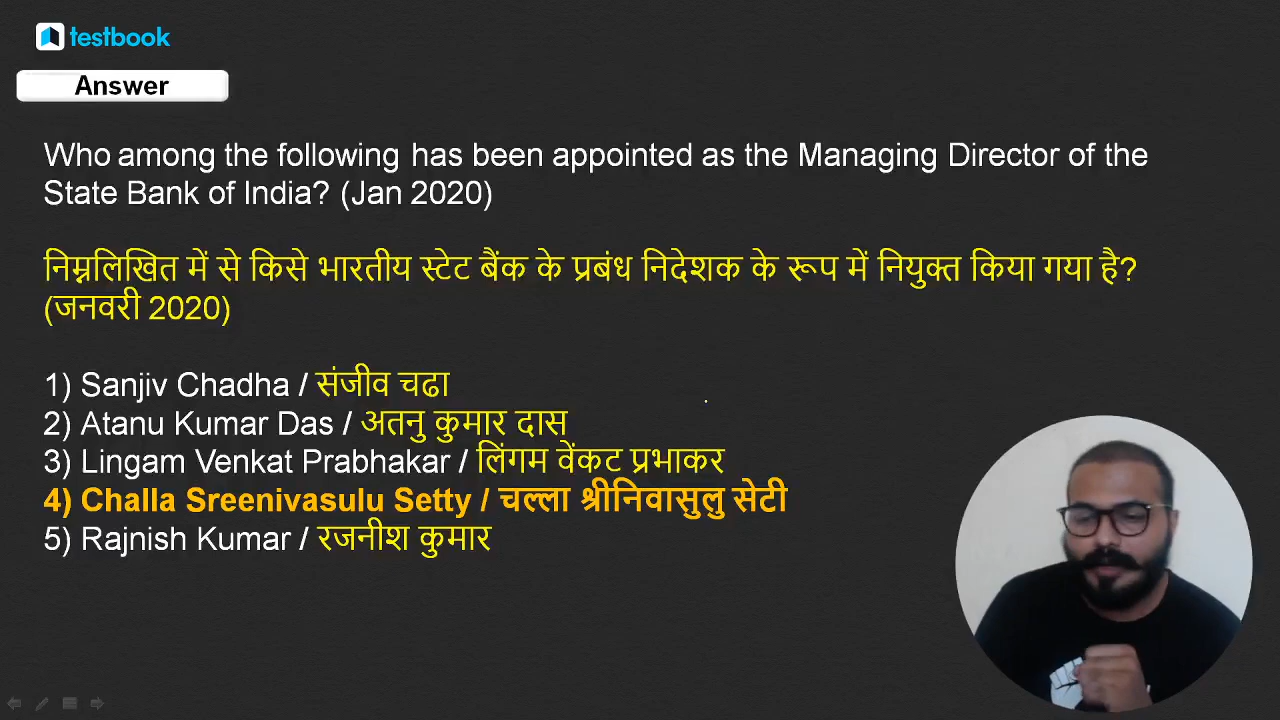 testbook
Answer
Who among the following has been appointed as the Managing Director of the
State Bank of India? (Jan 2020)
निम्नलिखित में से किसे भारतीय स्टेट बैंक के प्रबंध निदेशक के रूप में नियुक्त किया गया है?
(जनवरी 2020)
1) Sanjiv Chadha / संजीव चढा
2) Atanu Kumar Das / अतनु कुमार दास
3) Lingam Venkat Prabhakar / लिंगम वेंकट प्रभाकर
4) Challa Sreenivasulu Setty / चल्ला श्रीनिवासुलु सेटी
5) Rajnish Kumar / रजनीश कुमार